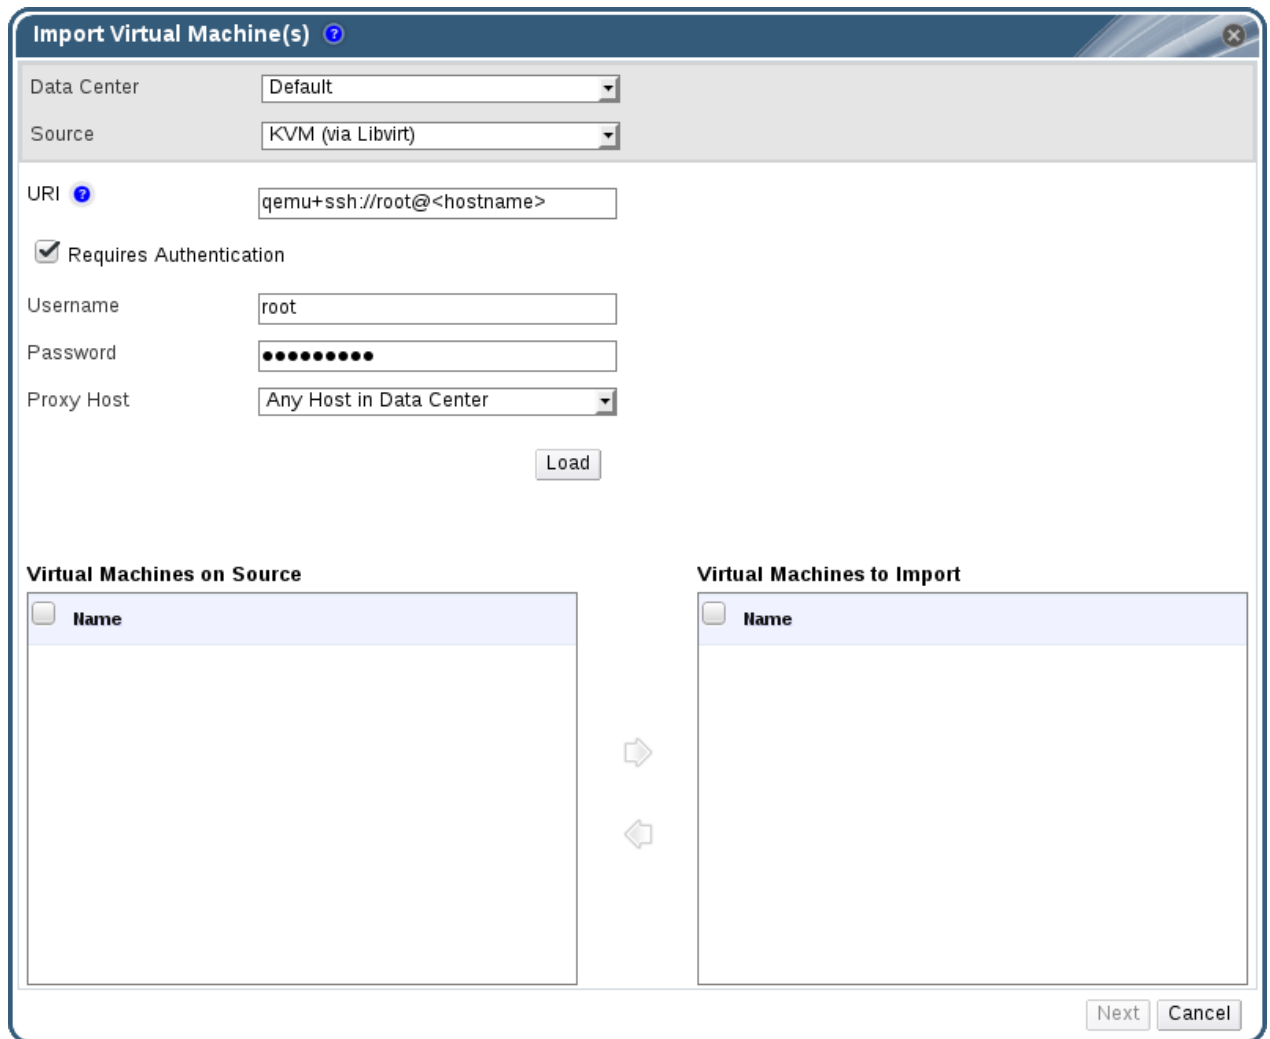 Import Virtual Machine(s) ?
Data Center Default
Source KVM (via Libvirt)
URI ? qemu+ssh://root@<hostname>
Requires Authentication
Username root
Password ●●●●●●●●●
Proxy Host Any Host in Data Center
Load
Virtual Machines on Source Virtual Machines to Import
Name Name
Next Cancel